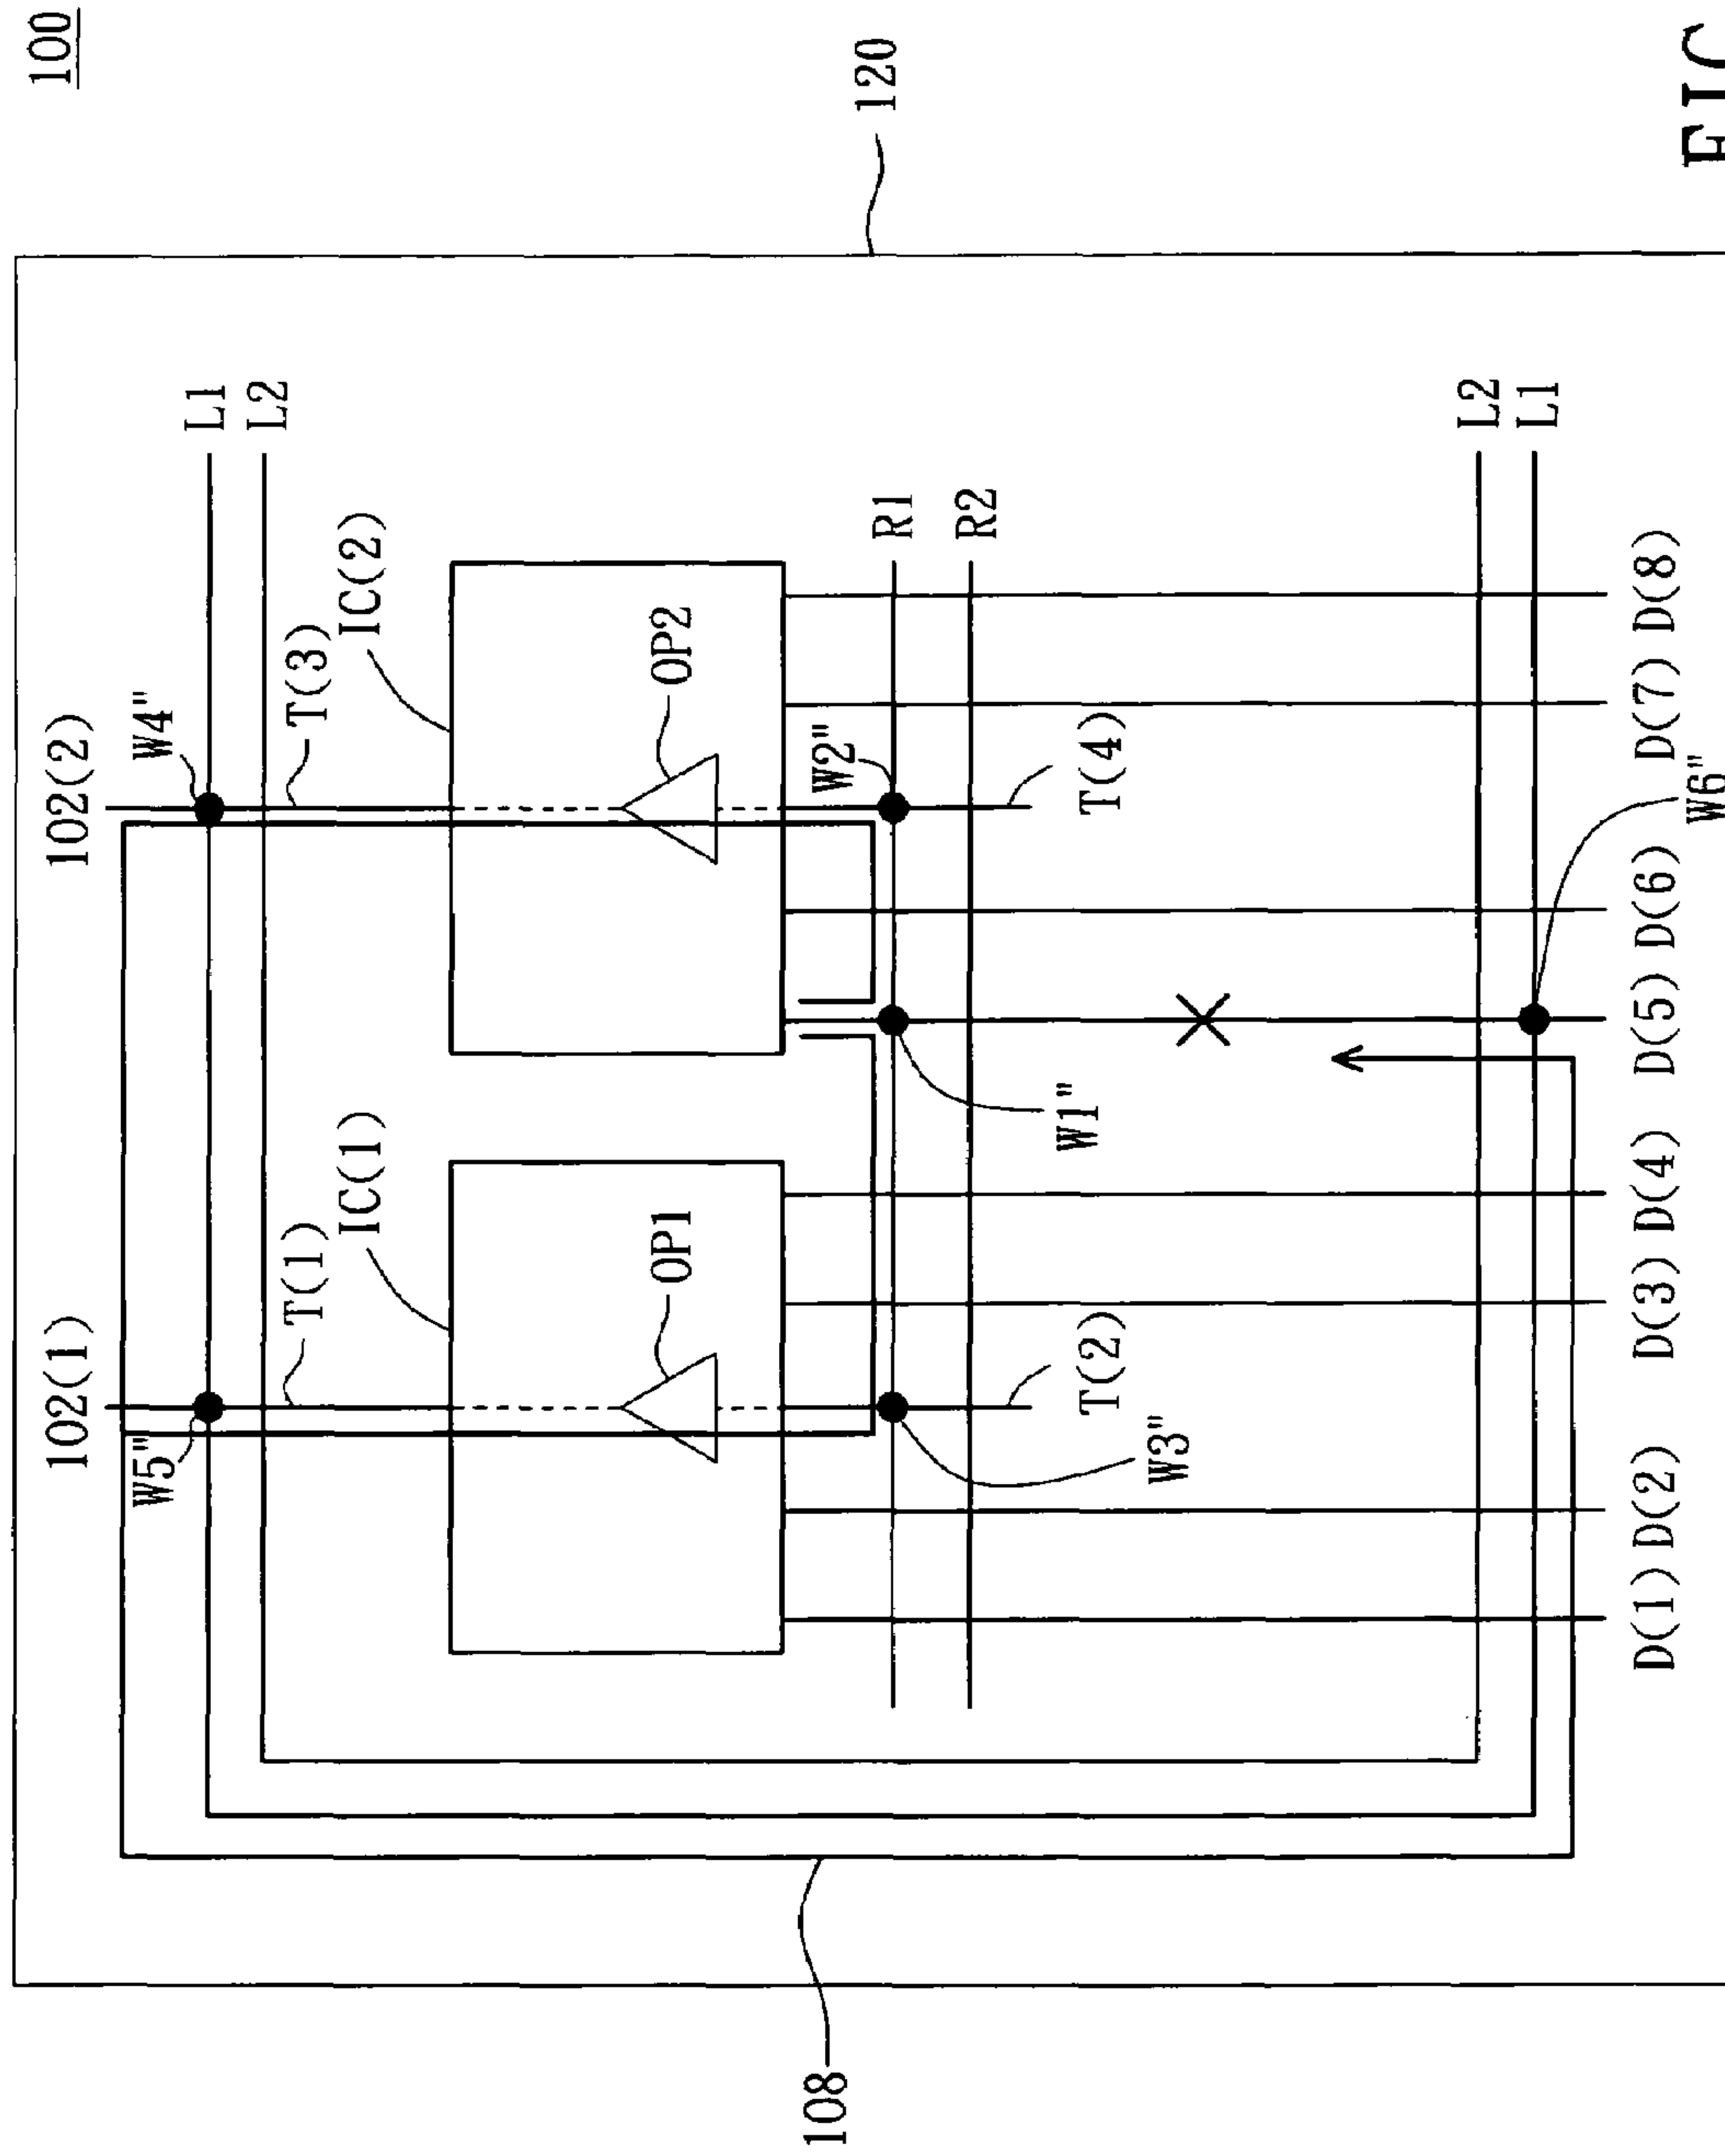 100
120
102(1)
102(2)
W5"
W4"
L1
L2
T(1)
T(3)
IC(1)
IC(2)
OP1
OP2
108
W2"
R1
R2
W3"
T(2)
W1"
T(4)
L2
L1
D(1) D(2) D(3) D(4) D(5) D(6) D(7) D(8)
W6"